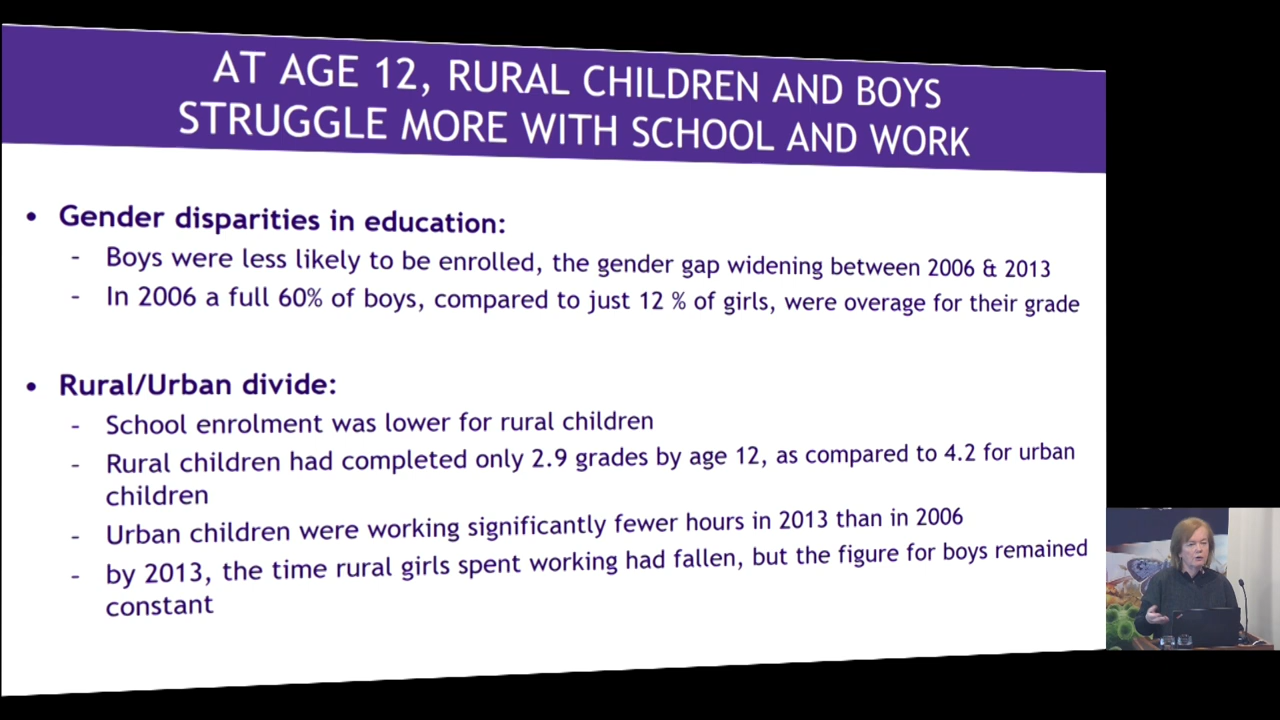 AT AGE 12, RURAL CHILDREN AND BOYS
STRUGGLE MORE WITH SCHOOL AND WORK
• Gender disparities in education:
- Boys were less likely to be enrolled, the gender gap widening between 2006 & 2013
- In 2006 a full 60% of boys, compared to just 12 % of girls, were overage for their grade
• Rural/Urban divide:
- School enrolment was lower for rural children
- Rural children had completed only 2.9 grades by age 12, as compared to 4.2 for urban
children
- Urban children were working significantly fewer hours in 2013 than in 2006
- by 2013, the time rural girls spent working had fallen, but the figure for boys remained
constant